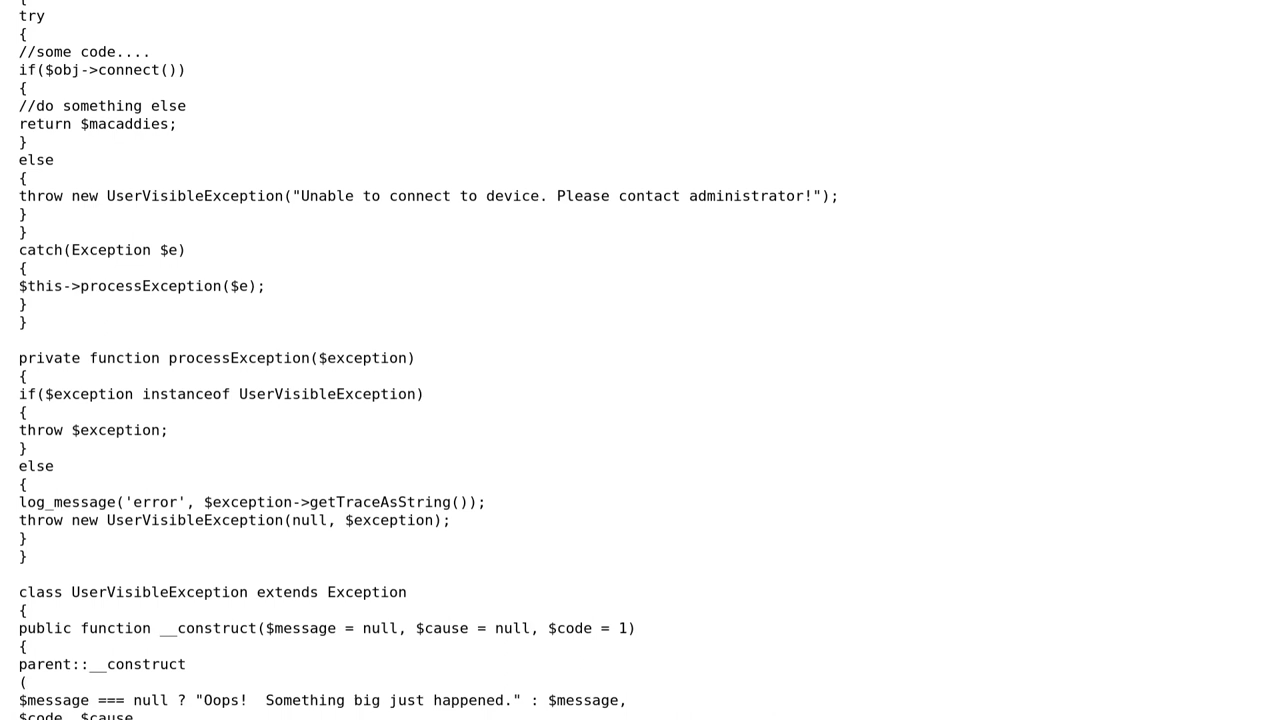 {
try
{
//some code....
if($obj->connect())
{
//do something else
return $macaddies;
}
else
{
throw new UserVisibleException("Unable to connect to device. Please contact administrator!");
}
}
catch(Exception $e)
{
$this->processException($e);
}
}
private function processException($exception)
{
if($exception instanceof UserVisibleException)
{
throw $exception;
}
else
{
log_message('error', $exception->getTraceAsString());
throw new UserVisibleException(null, $exception);
}
}
class UserVisibleException extends Exception
{
public function __construct($message = null, $cause = null, $code = 1)
{
parent::__construct
(
$message === null ? "Oops!  Something big just happened." : $message,
$code, $cause